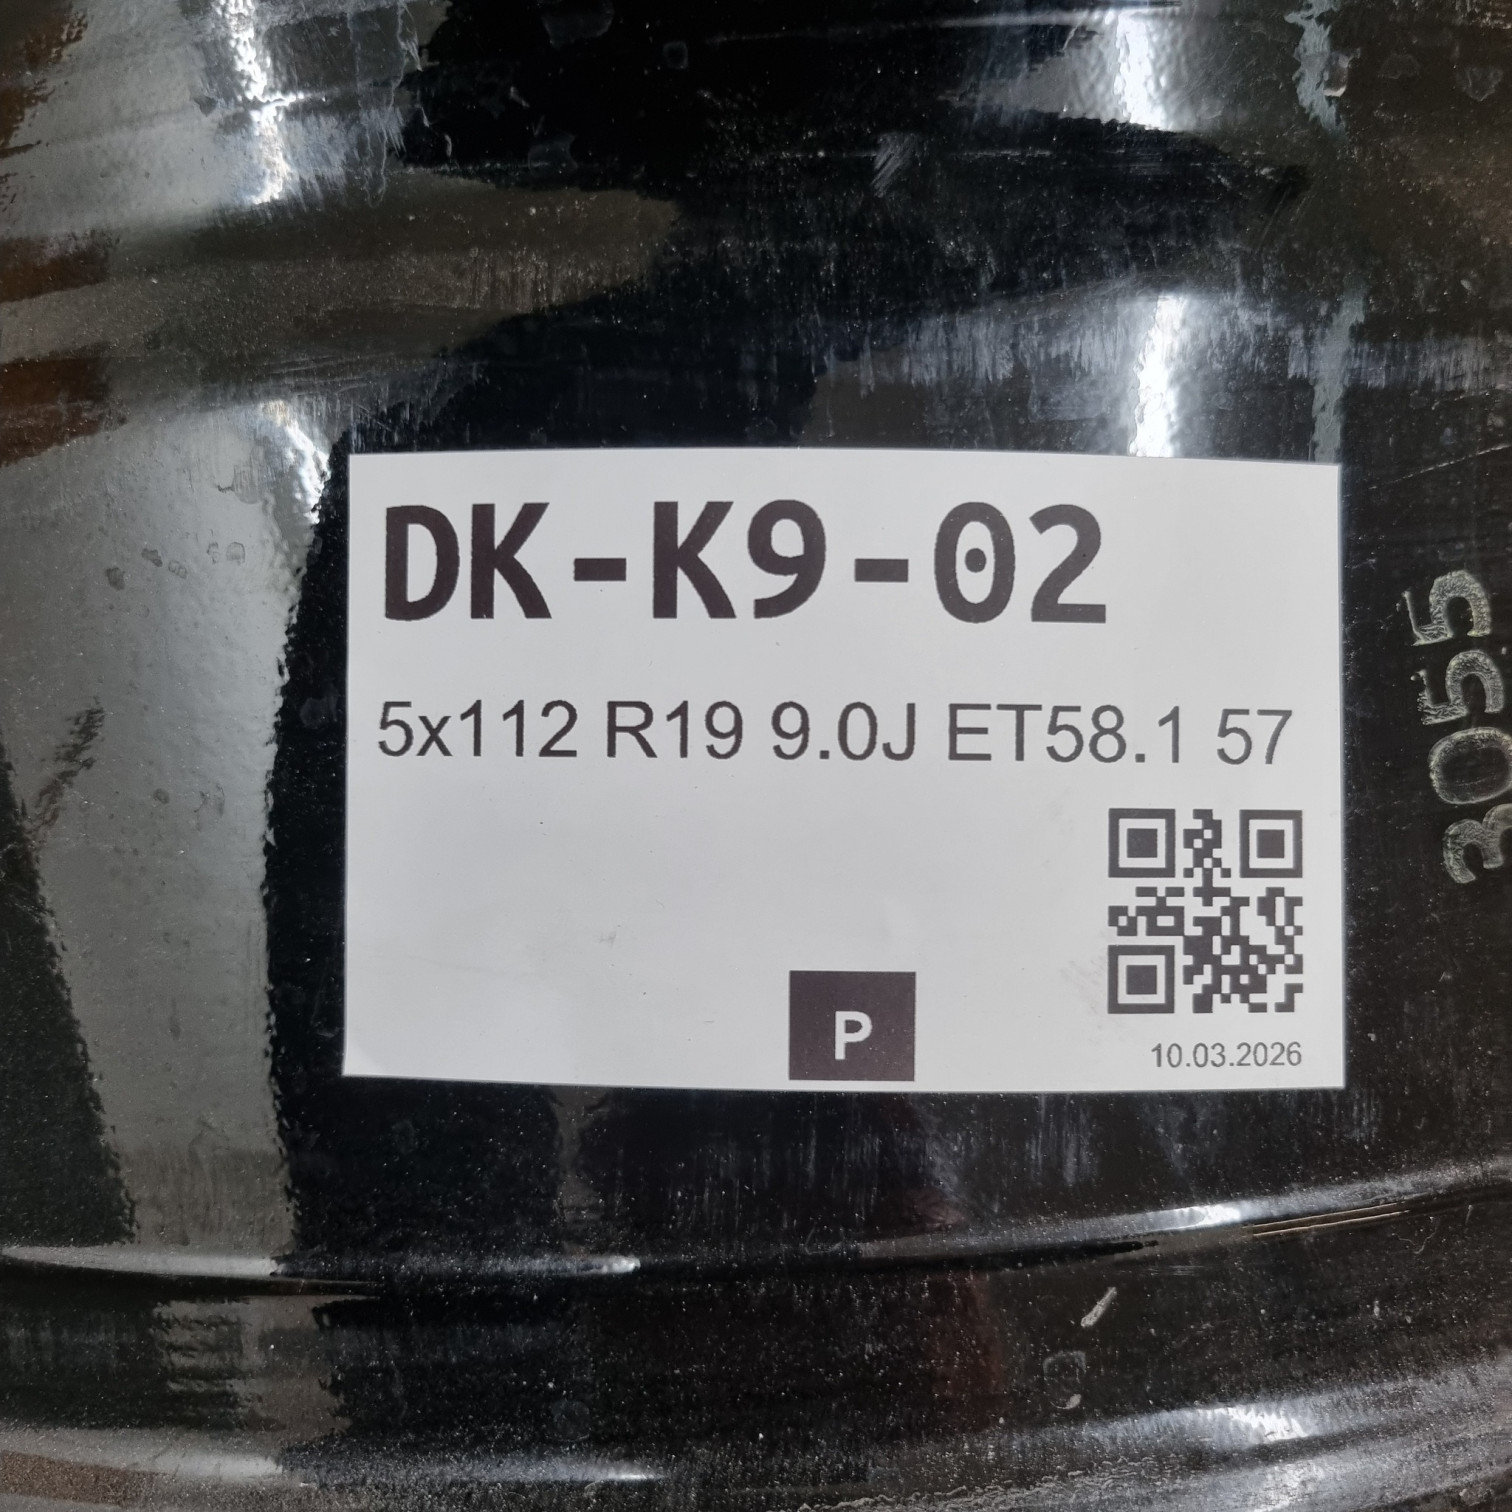 DK-K9-02
5x112 R19 9.0J ET58.1 57
P
10.03.2026
3055